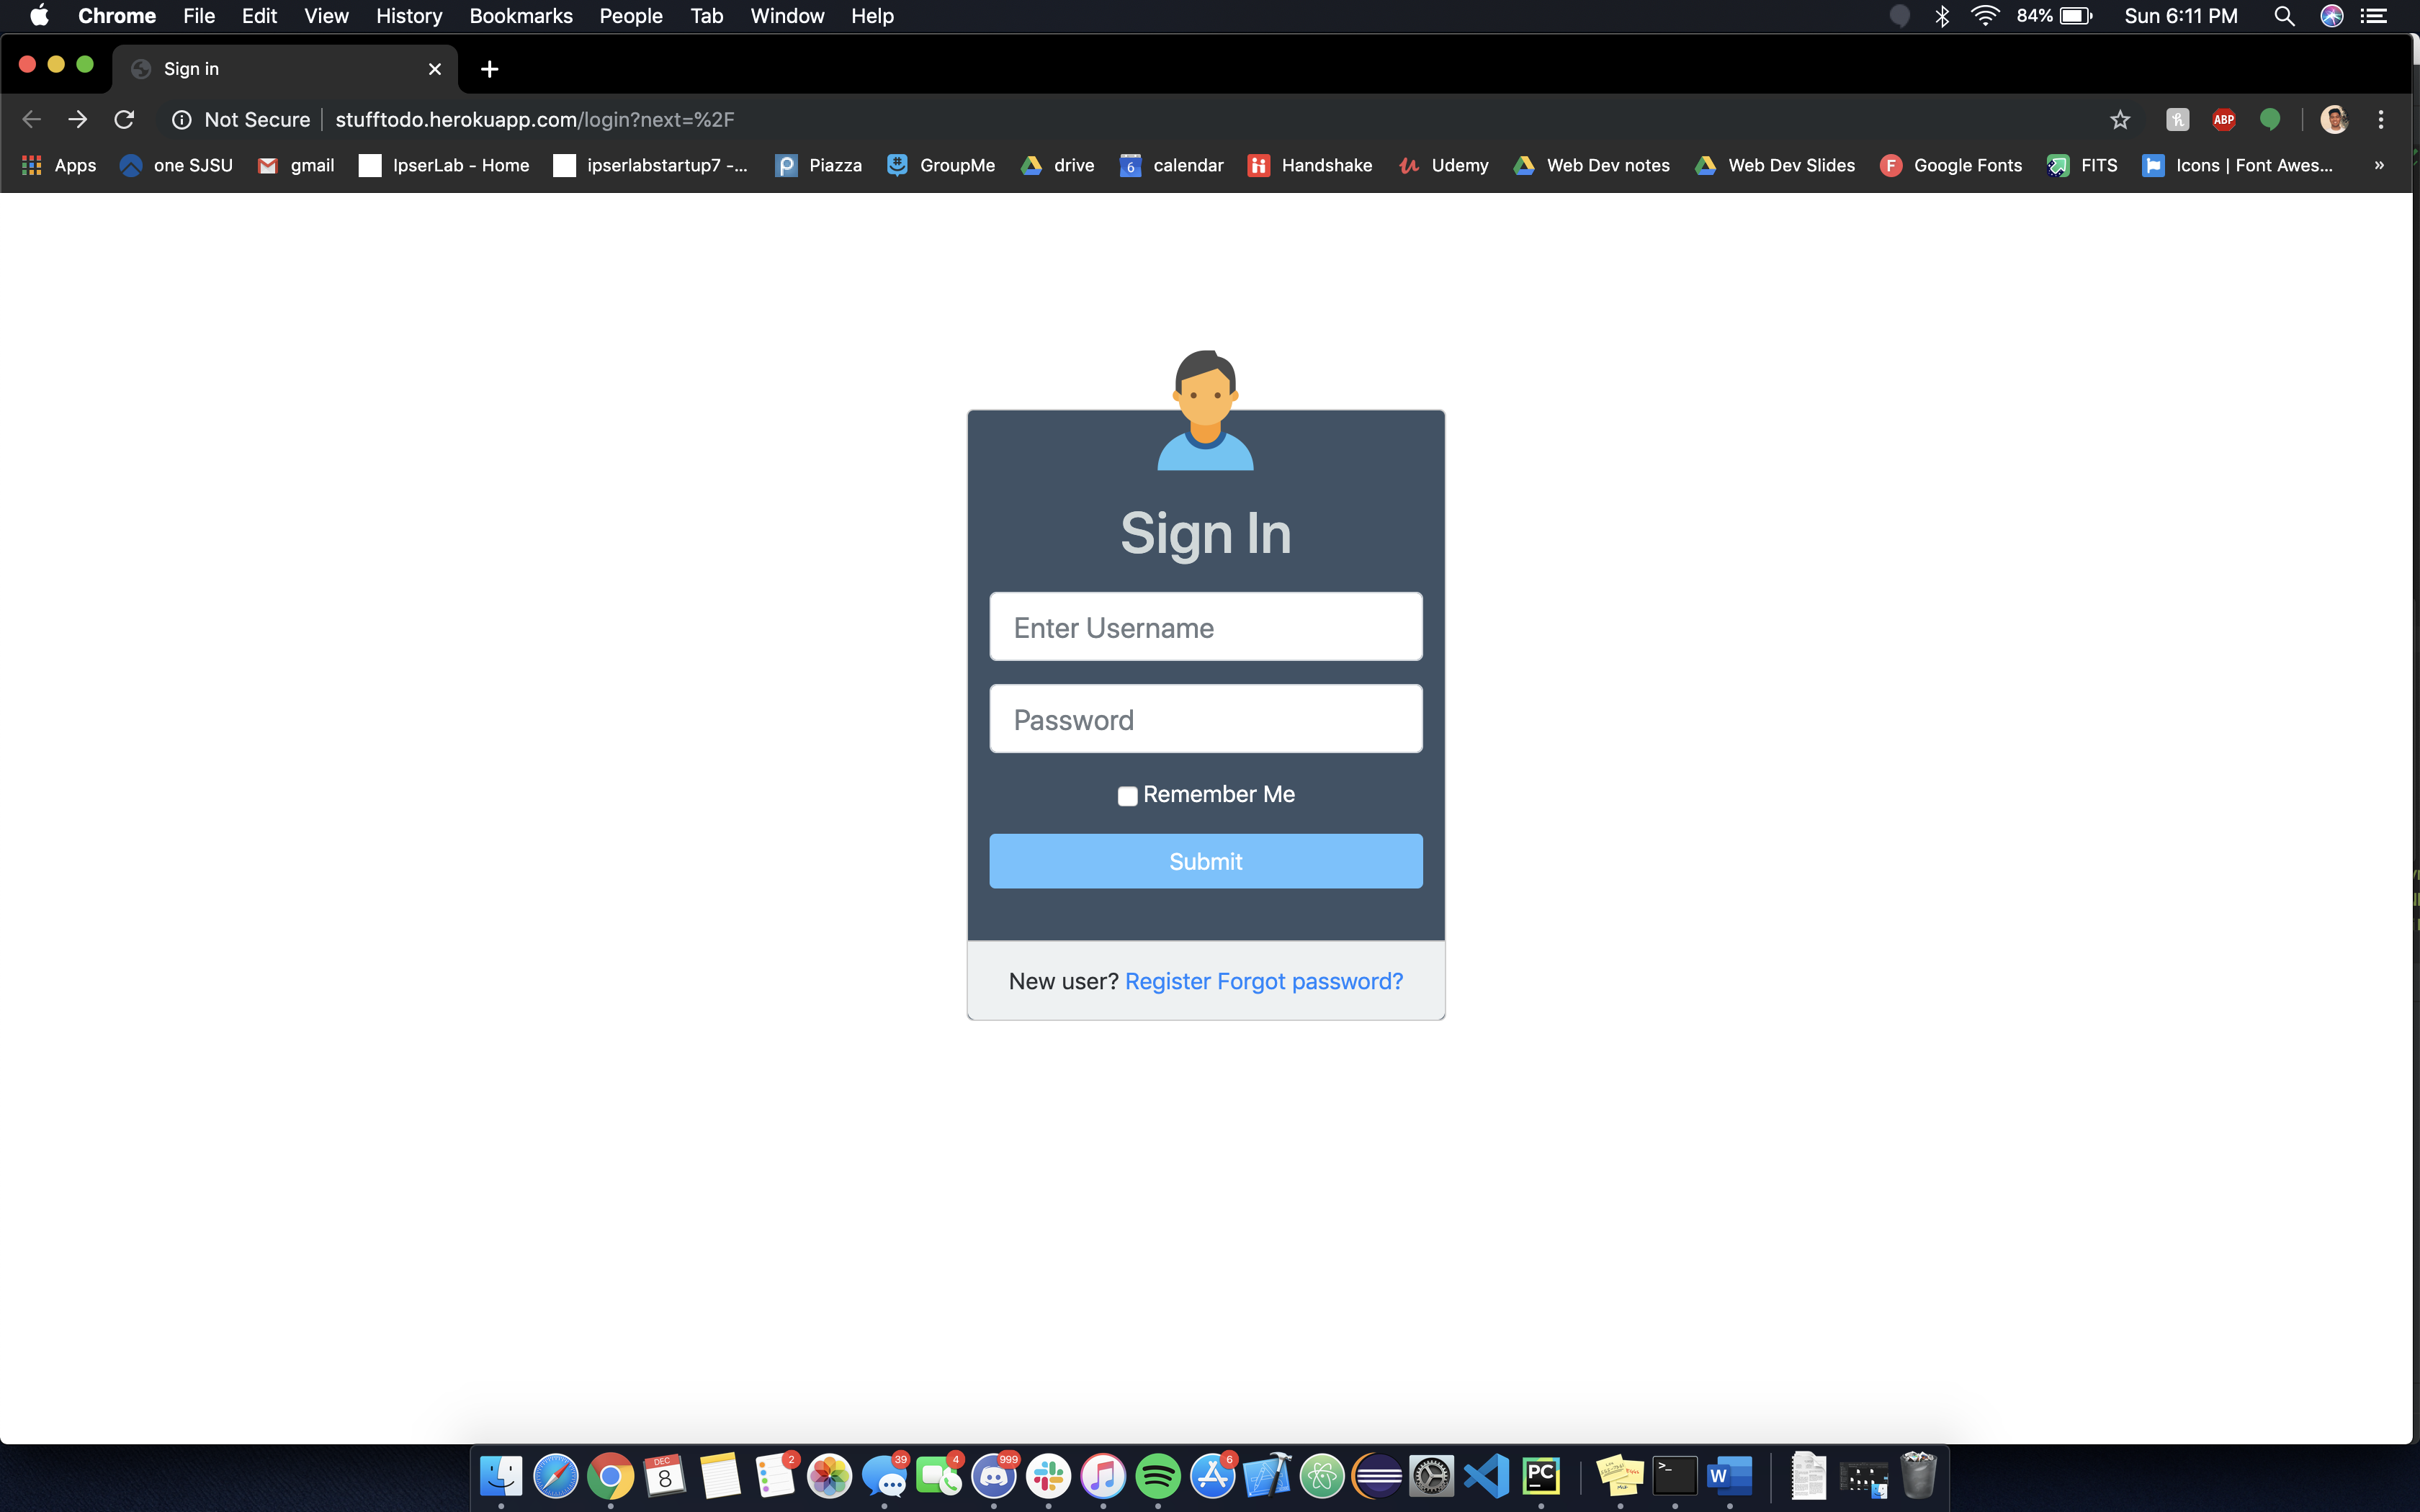 Chrome File Edit View History Bookmarks People Tab Window Help 84% Sun 6:11 PM
Sign in
Not Secure stufftodo.herokuapp.com/login?next=%2F ABP
Apps one SJSU gmail IpserLab - Home ipserlabstartup7 -... Piazza GroupMe drive 6 calendar Handshake Udemy Web Dev notes Web Dev Slides F Google Fonts FITS Icons | Font Awes... »
Sign In
Enter Username
Password
Remember Me
Submit
New user? Register Forgot password?
DEC 8 2 39 4 999 6 PC >_ W